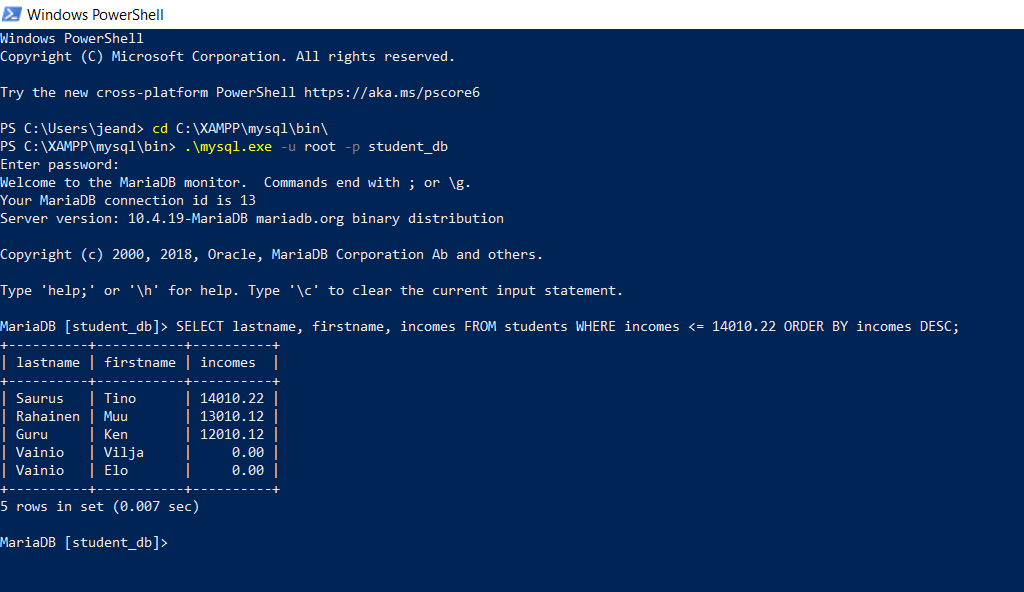 Windows PowerShell
Windows PowerShell
Copyright (C) Microsoft Corporation. All rights reserved.
Try the new cross-platform PowerShell https://aka.ms/pscore6
PS C:\Users\jeand> cd C:\XAMPP\mysql\bin\
PS C:\XAMPP\mysql\bin> .\mysql.exe -u root -p student_db
Enter password:
Welcome to the MariaDB monitor.  Commands end with ; or \g.
Your MariaDB connection id is 13
Server version: 10.4.19-MariaDB mariadb.org binary distribution
Copyright (c) 2000, 2018, Oracle, MariaDB Corporation Ab and others.
Type 'help;' or '\h' for help. Type '\c' to clear the current input statement.
MariaDB [student_db]> SELECT lastname, firstname, incomes FROM students WHERE incomes <= 14010.22 ORDER BY incomes DESC;
+----------+-----------+----------+
| lastname | firstname | incomes  |
+----------+-----------+----------+
| Saurus   | Tino      | 14010.22 |
| Rahainen | Muu       | 13010.12 |
| Guru     | Ken       | 12010.12 |
| Vainio   | Vilja     |     0.00 |
| Vainio   | Elo       |     0.00 |
+----------+-----------+----------+
5 rows in set (0.007 sec)
MariaDB [student_db]>